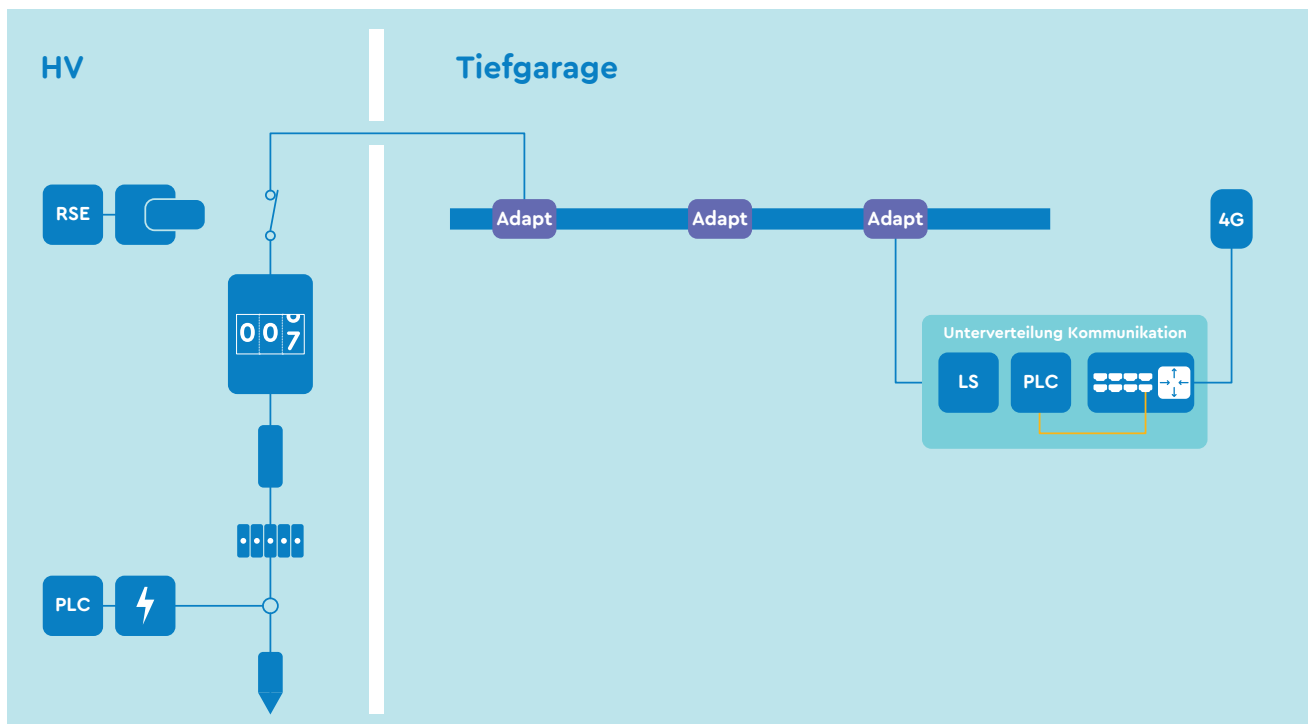 HV
Tiefgarage
RSE
Adapt
Adapt
Adapt
4G
007
Unterverteilung Kommunikation
LS
PLC
PLC